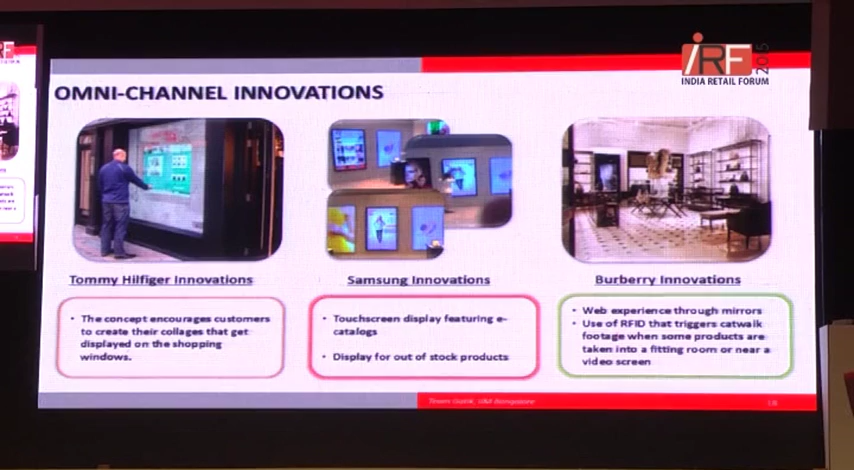 iRF
2015
INDIA RETAIL FORUM
OMNI-CHANNEL INNOVATIONS
Tommy Hilfiger Innovations
Samsung Innovations
Burberry Innovations
• The concept encourages customers
to create their collages that get
displayed on the shopping
windows.
• Touchscreen display featuring e-
catalogs
• Display for out of stock products
• Web experience through mirrors
• Use of RFID that triggers catwalk
footage when some products are
taken into a fitting room or near a
video screen
18